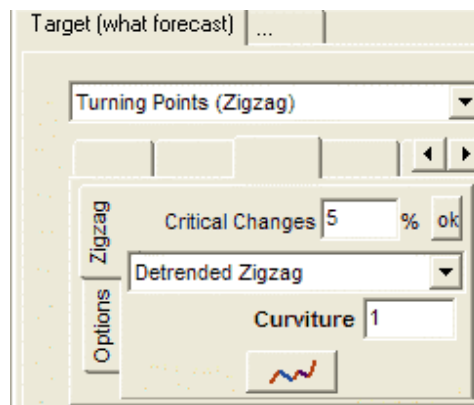 Target (what forecast) ...
Turning Points (Zigzag)
Zigzag
Critical Changes 5 % ok
Detrended Zigzag
Options
Curviture 1